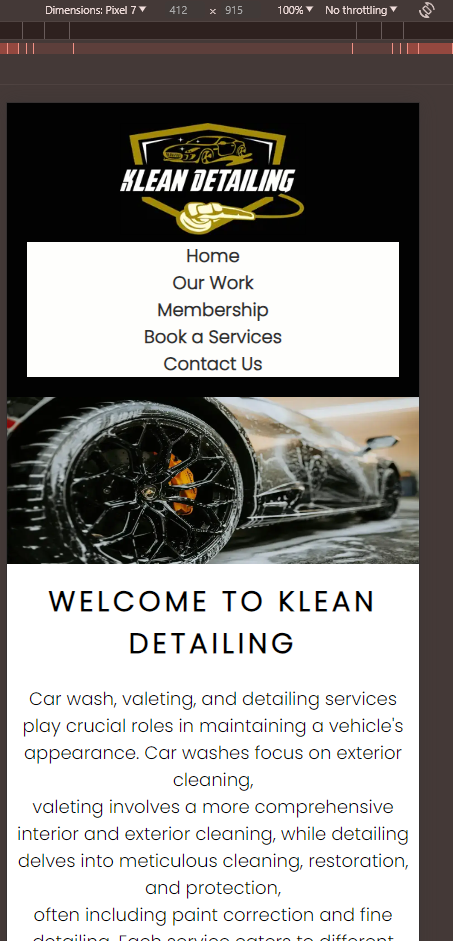 Dimensions: Pixel 7 ▼ 412 x 915 100% ▼ No throttling ▼
KLEAN DETAILING
Home
Our Work
Membership
Book a Services
Contact Us
WELCOME TO KLEAN
DETAILING
Car wash, valeting, and detailing services
play crucial roles in maintaining a vehicle's
appearance. Car washes focus on exterior
cleaning,
valeting involves a more comprehensive
interior and exterior cleaning, while detailing
delves into meticulous cleaning, restoration,
and protection,
often including paint correction and fine
detailing. Each service caters to different